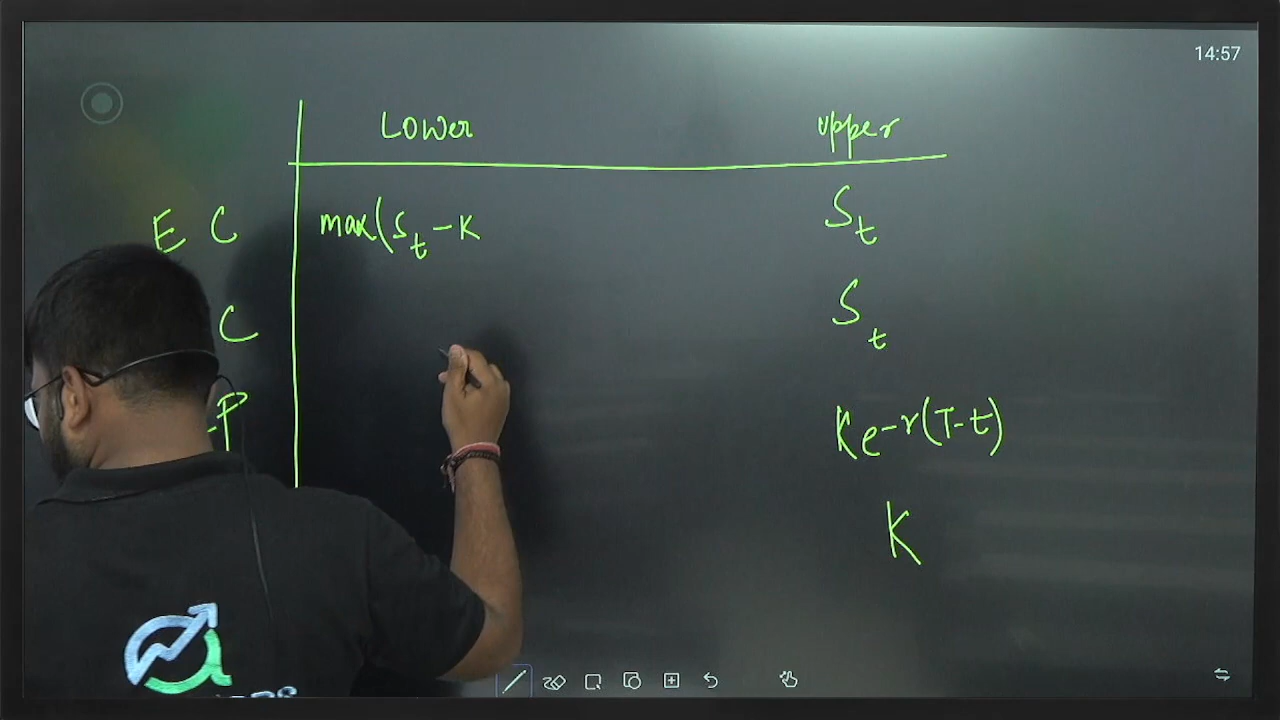 14:57
Lower Upper
E C max(St-K St
C St
P Ke-r(T-t)
K